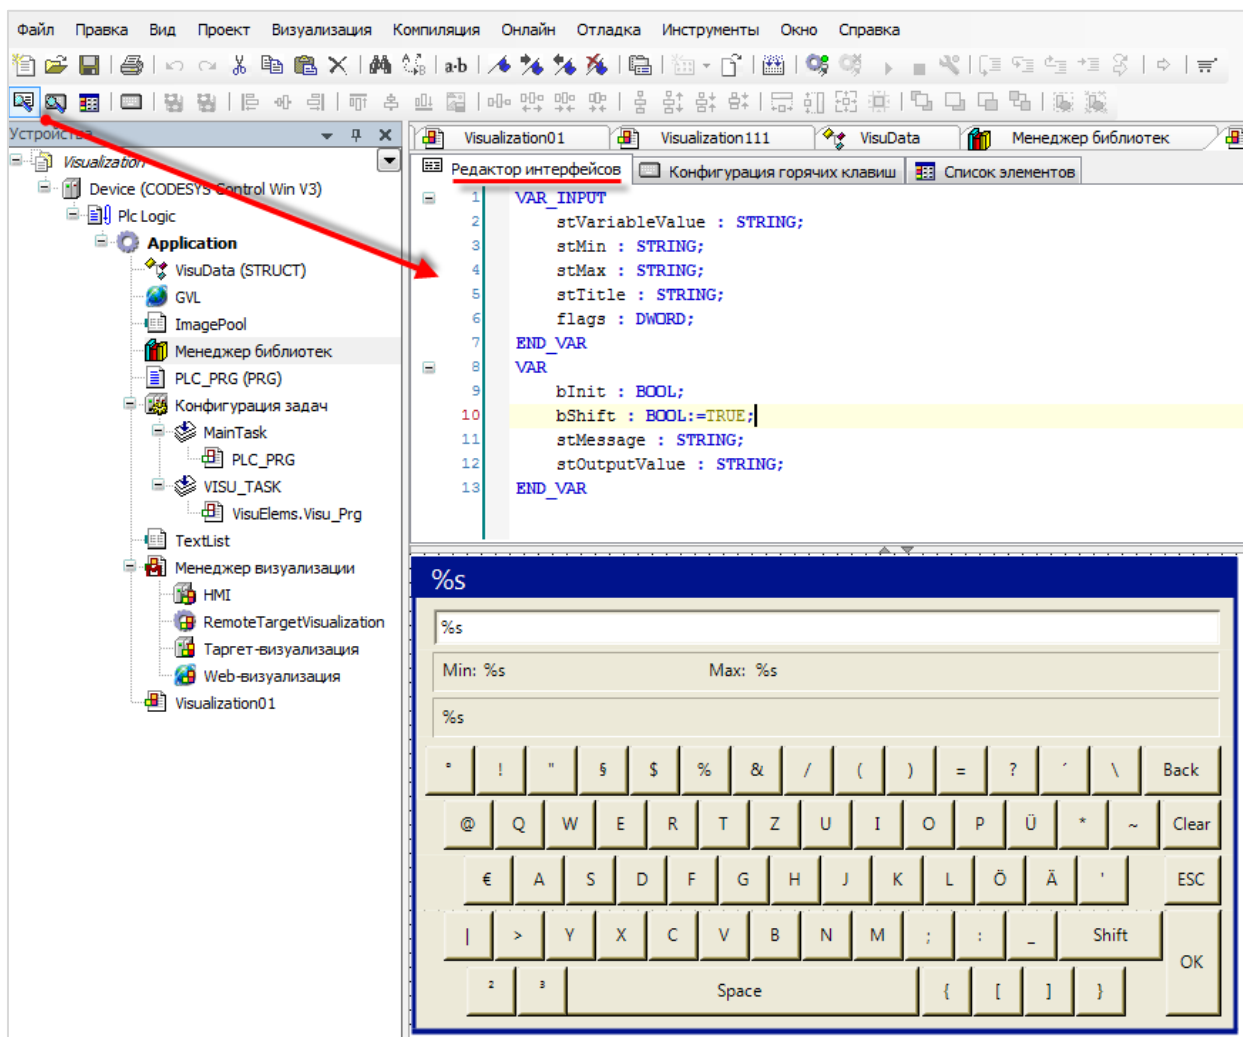 Файл Правка Вид Проект Визуализация Компиляция Онлайн Отладка Инструменты Окно Справка
Устройства
Visualization
Device (CODESYS Control Win V3)
Plc Logic
Application
VisuData (STRUCT)
GVL
ImagePool
Менеджер библиотек
PLC_PRG (PRG)
Конфигурация задач
MainTask
PLC_PRG
VISU_TASK
VisuElems.Visu_Prg
TextList
Менеджер визуализации
HMI
RemoteTargetVisualization
Таргет-визуализация
Web-визуализация
Visualization01
Visualization01 Visualization111 VisuData Менеджер библиотек
Редактор интерфейсов Конфигурация горячих клавиш Список элементов
1 VAR_INPUT
2 stVariableValue : STRING;
3 stMin : STRING;
4 stMax : STRING;
5 stTitle : STRING;
6 flags : DWORD;
7 END_VAR
8 VAR
9 bInit : BOOL;
10 bShift : BOOL:=TRUE;
11 stMessage : STRING;
12 stOutputValue : STRING;
13 END_VAR
%s
%s
Min: %s Max: %s
%s
° ! " § $ % & / ( ) = ? ´ \ Back
@ Q W E R T Z U I O P Ü * ~ Clear
€ A S D F G H J K L Ö Ä ' ESC
| > Y X C V B N M ; : _ Shift
OK
² ³ Space { [ ] }